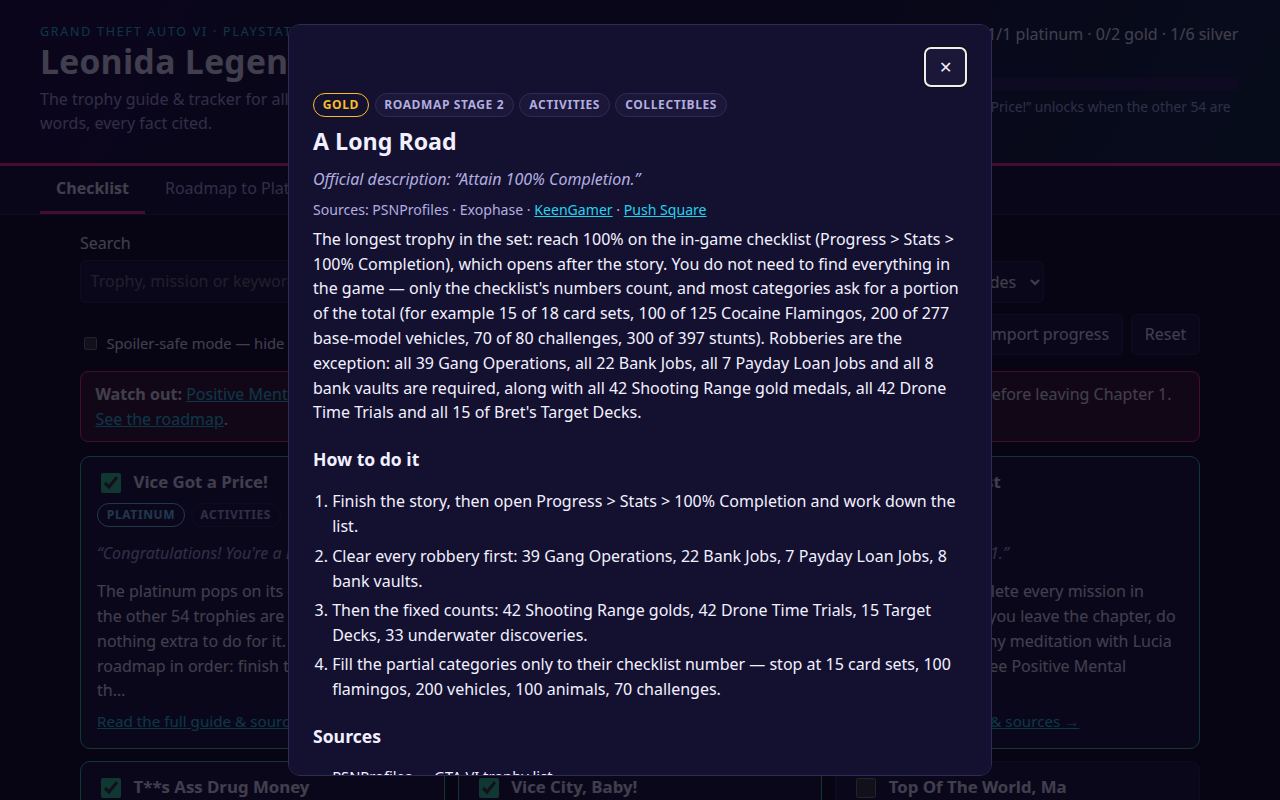 GRAND THEFT AUTO VI · PLAYSTAT
1/1 platinum · 0/2 gold · 1/6 silver
Leonida Legen
The trophy guide & tracker for all
words, every fact cited.
Price!” unlocks when the other 54 are
Checklist
Roadmap to Plat
Search
Trophy, mission or keywor
des
Spoiler-safe mode — hide
mport progress
Reset
Watch out: Positive Ment
efore leaving Chapter 1.
See the roadmap.
Vice Got a Price!
st
PLATINUM
ACTIVITIES
“Congratulations! You're a
1.”
The platinum pops on its
the other 54 trophies are
nothing extra to do for it.
roadmap in order: finish t
th...
lete every mission in
you leave the chapter, do
ny meditation with Lucia
ee Positive Mental
Read the full guide & sourc
& sources →
T**s Ass Drug Money
Vice City, Baby!
Top Of The World, Ma
×
GOLD
ROADMAP STAGE 2
ACTIVITIES
COLLECTIBLES
A Long Road
Official description: “Attain 100% Completion.”
Sources: PSNProfiles · Exophase · KeenGamer · Push Square
The longest trophy in the set: reach 100% on the in-game checklist (Progress > Stats >
100% Completion), which opens after the story. You do not need to find everything in
the game — only the checklist's numbers count, and most categories ask for a portion
of the total (for example 15 of 18 card sets, 100 of 125 Cocaine Flamingos, 200 of 277
base-model vehicles, 70 of 80 challenges, 300 of 397 stunts). Robberies are the
exception: all 39 Gang Operations, all 22 Bank Jobs, all 7 Payday Loan Jobs and all 8
bank vaults are required, along with all 42 Shooting Range gold medals, all 42 Drone
Time Trials and all 15 of Bret's Target Decks.
How to do it
1. Finish the story, then open Progress > Stats > 100% Completion and work down the
list.
2. Clear every robbery first: 39 Gang Operations, 22 Bank Jobs, 7 Payday Loan Jobs, 8
bank vaults.
3. Then the fixed counts: 42 Shooting Range golds, 42 Drone Time Trials, 15 Target
Decks, 33 underwater discoveries.
4. Fill the partial categories only to their checklist number — stop at 15 card sets, 100
flamingos, 200 vehicles, 100 animals, 70 challenges.
Sources
PSNProfiles — GTA VI trophy list